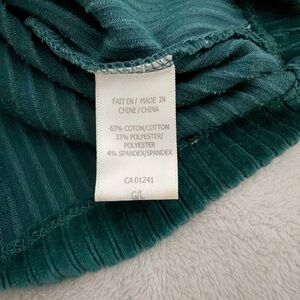 FAIT EN/ MADE IN
CHINE/CHINA
63% COTON/COTTON
33% POLYESTER/
POLYESTER
4% SPANDEX/SPANDEX
CA 01241
G/L